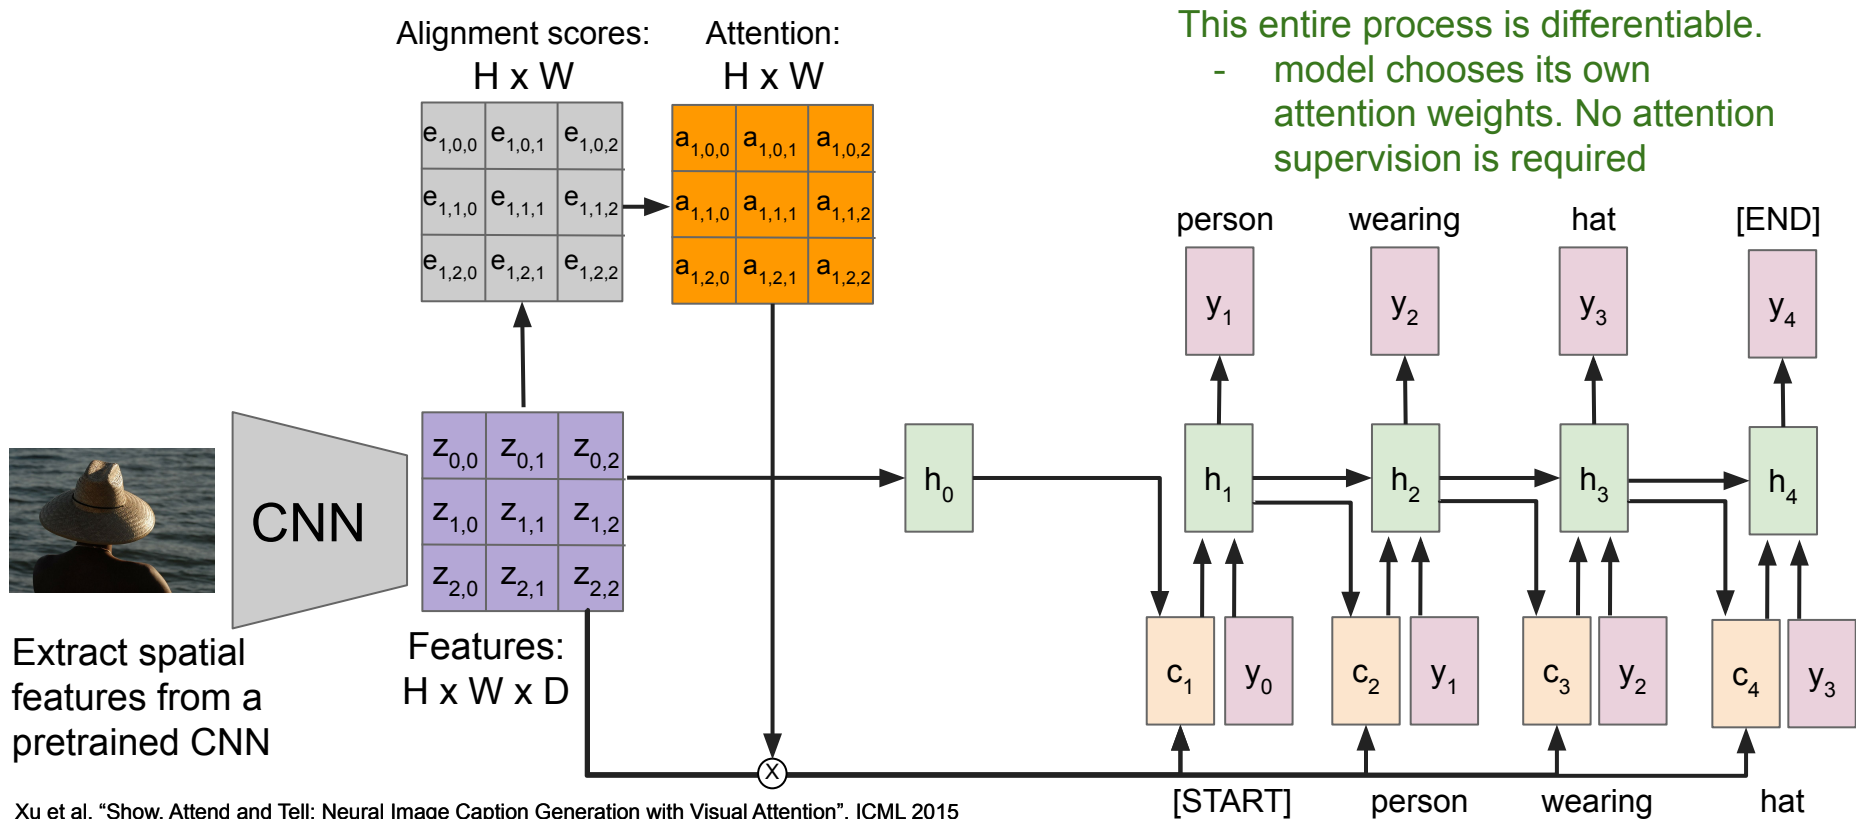 Alignment scores:
H x W
Attention:
H x W
This entire process is differentiable.
- model chooses its own
attention weights. No attention
supervision is required
e1,0,0 e1,0,1 e1,0,2
e1,1,0 e1,1,1 e1,1,2
e1,2,0 e1,2,1 e1,2,2
a1,0,0 a1,0,1 a1,0,2
a1,1,0 a1,1,1 a1,1,2
a1,2,0 a1,2,1 a1,2,2
person wearing hat [END]
y1 y2 y3 y4
CNN
z0,0 z0,1 z0,2
z1,0 z1,1 z1,2
z2,0 z2,1 z2,2
h0 h1 h2 h3 h4
Extract spatial
features from a
pretrained CNN
Features:
H x W x D
c1 y0 c2 y1 c3 y2 c4 y3
X
[START] person wearing hat
Xu et al, “Show, Attend and Tell: Neural Image Caption Generation with Visual Attention”, ICML 2015